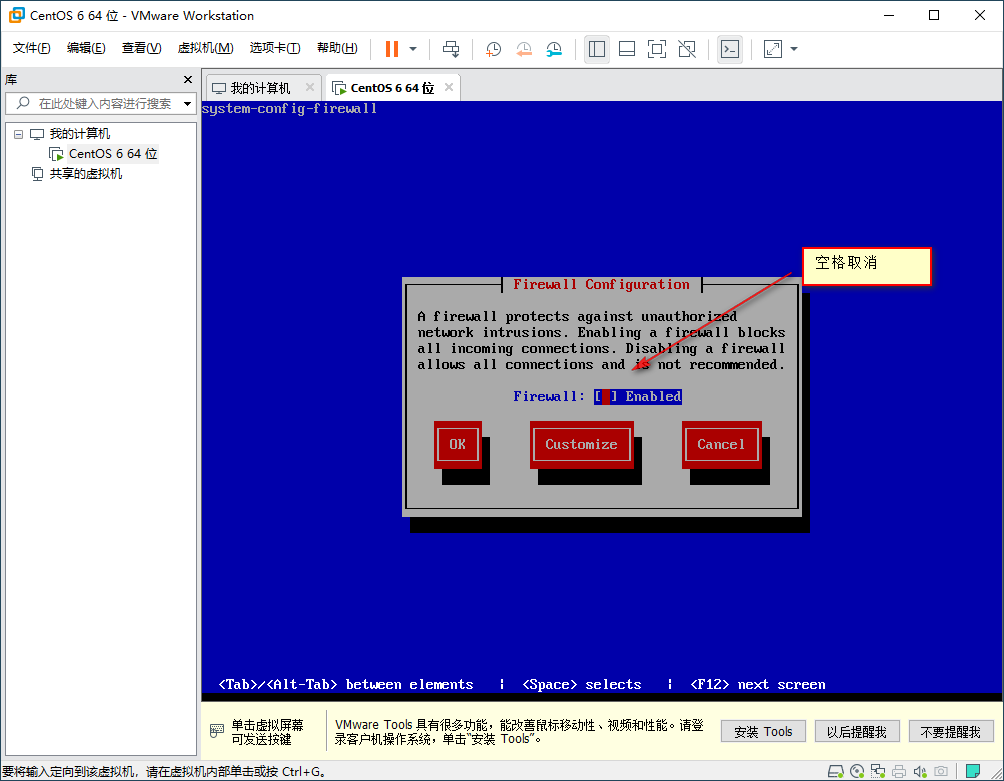 CentOS 6 64 位 - VMware Workstation
文件(F) 编辑(E) 查看(V) 虚拟机(M) 选项卡(T) 帮助(H)
库
在此处键入内容进行搜索
我的计算机
CentOS 6 64 位
共享的虚拟机
我的计算机 CentOS 6 64 位
system-config-firewall
空格取消
Firewall Configuration
A firewall protects against unauthorized
network intrusions. Enabling a firewall blocks
all incoming connections. Disabling a firewall
allows all connections and is not recommended.
Firewall: [ ] Enabled
OK Customize Cancel
<Tab>/<Alt-Tab> between elements | <Space> selects | <F12> next screen
单击虚拟屏幕
可发送按键
VMware Tools 具有很多功能，能改善鼠标移动性、视频和性能。请登
录客户机操作系统，单击“安装 Tools”。
安装 Tools 以后提醒我 不要提醒我
要将输入定向到该虚拟机，请在虚拟机内部单击或按 Ctrl+G。